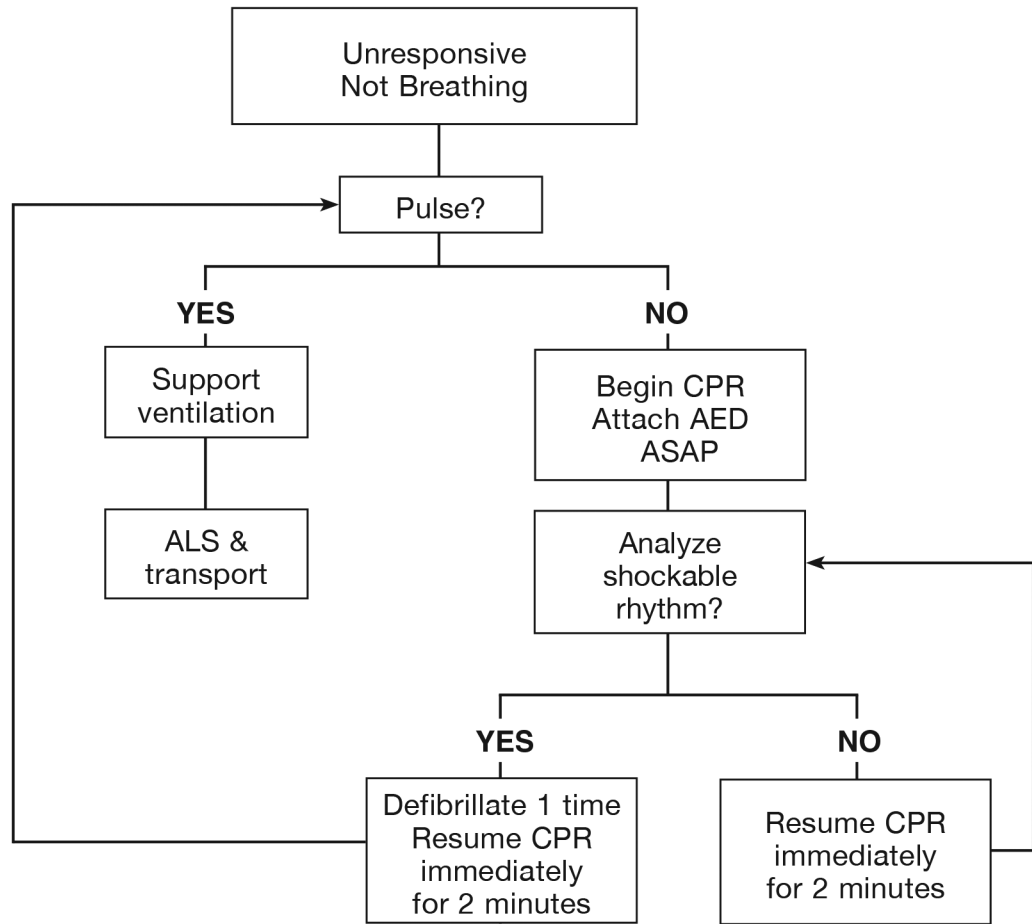 Unresponsive
Not Breathing
Pulse?
YES
NO
Support
ventilation
Begin CPR
Attach AED
ASAP
ALS &
transport
Analyze
shockable
rhythm?
YES
NO
Defibrillate 1 time
Resume CPR
immediately
for 2 minutes
Resume CPR
immediately
for 2 minutes